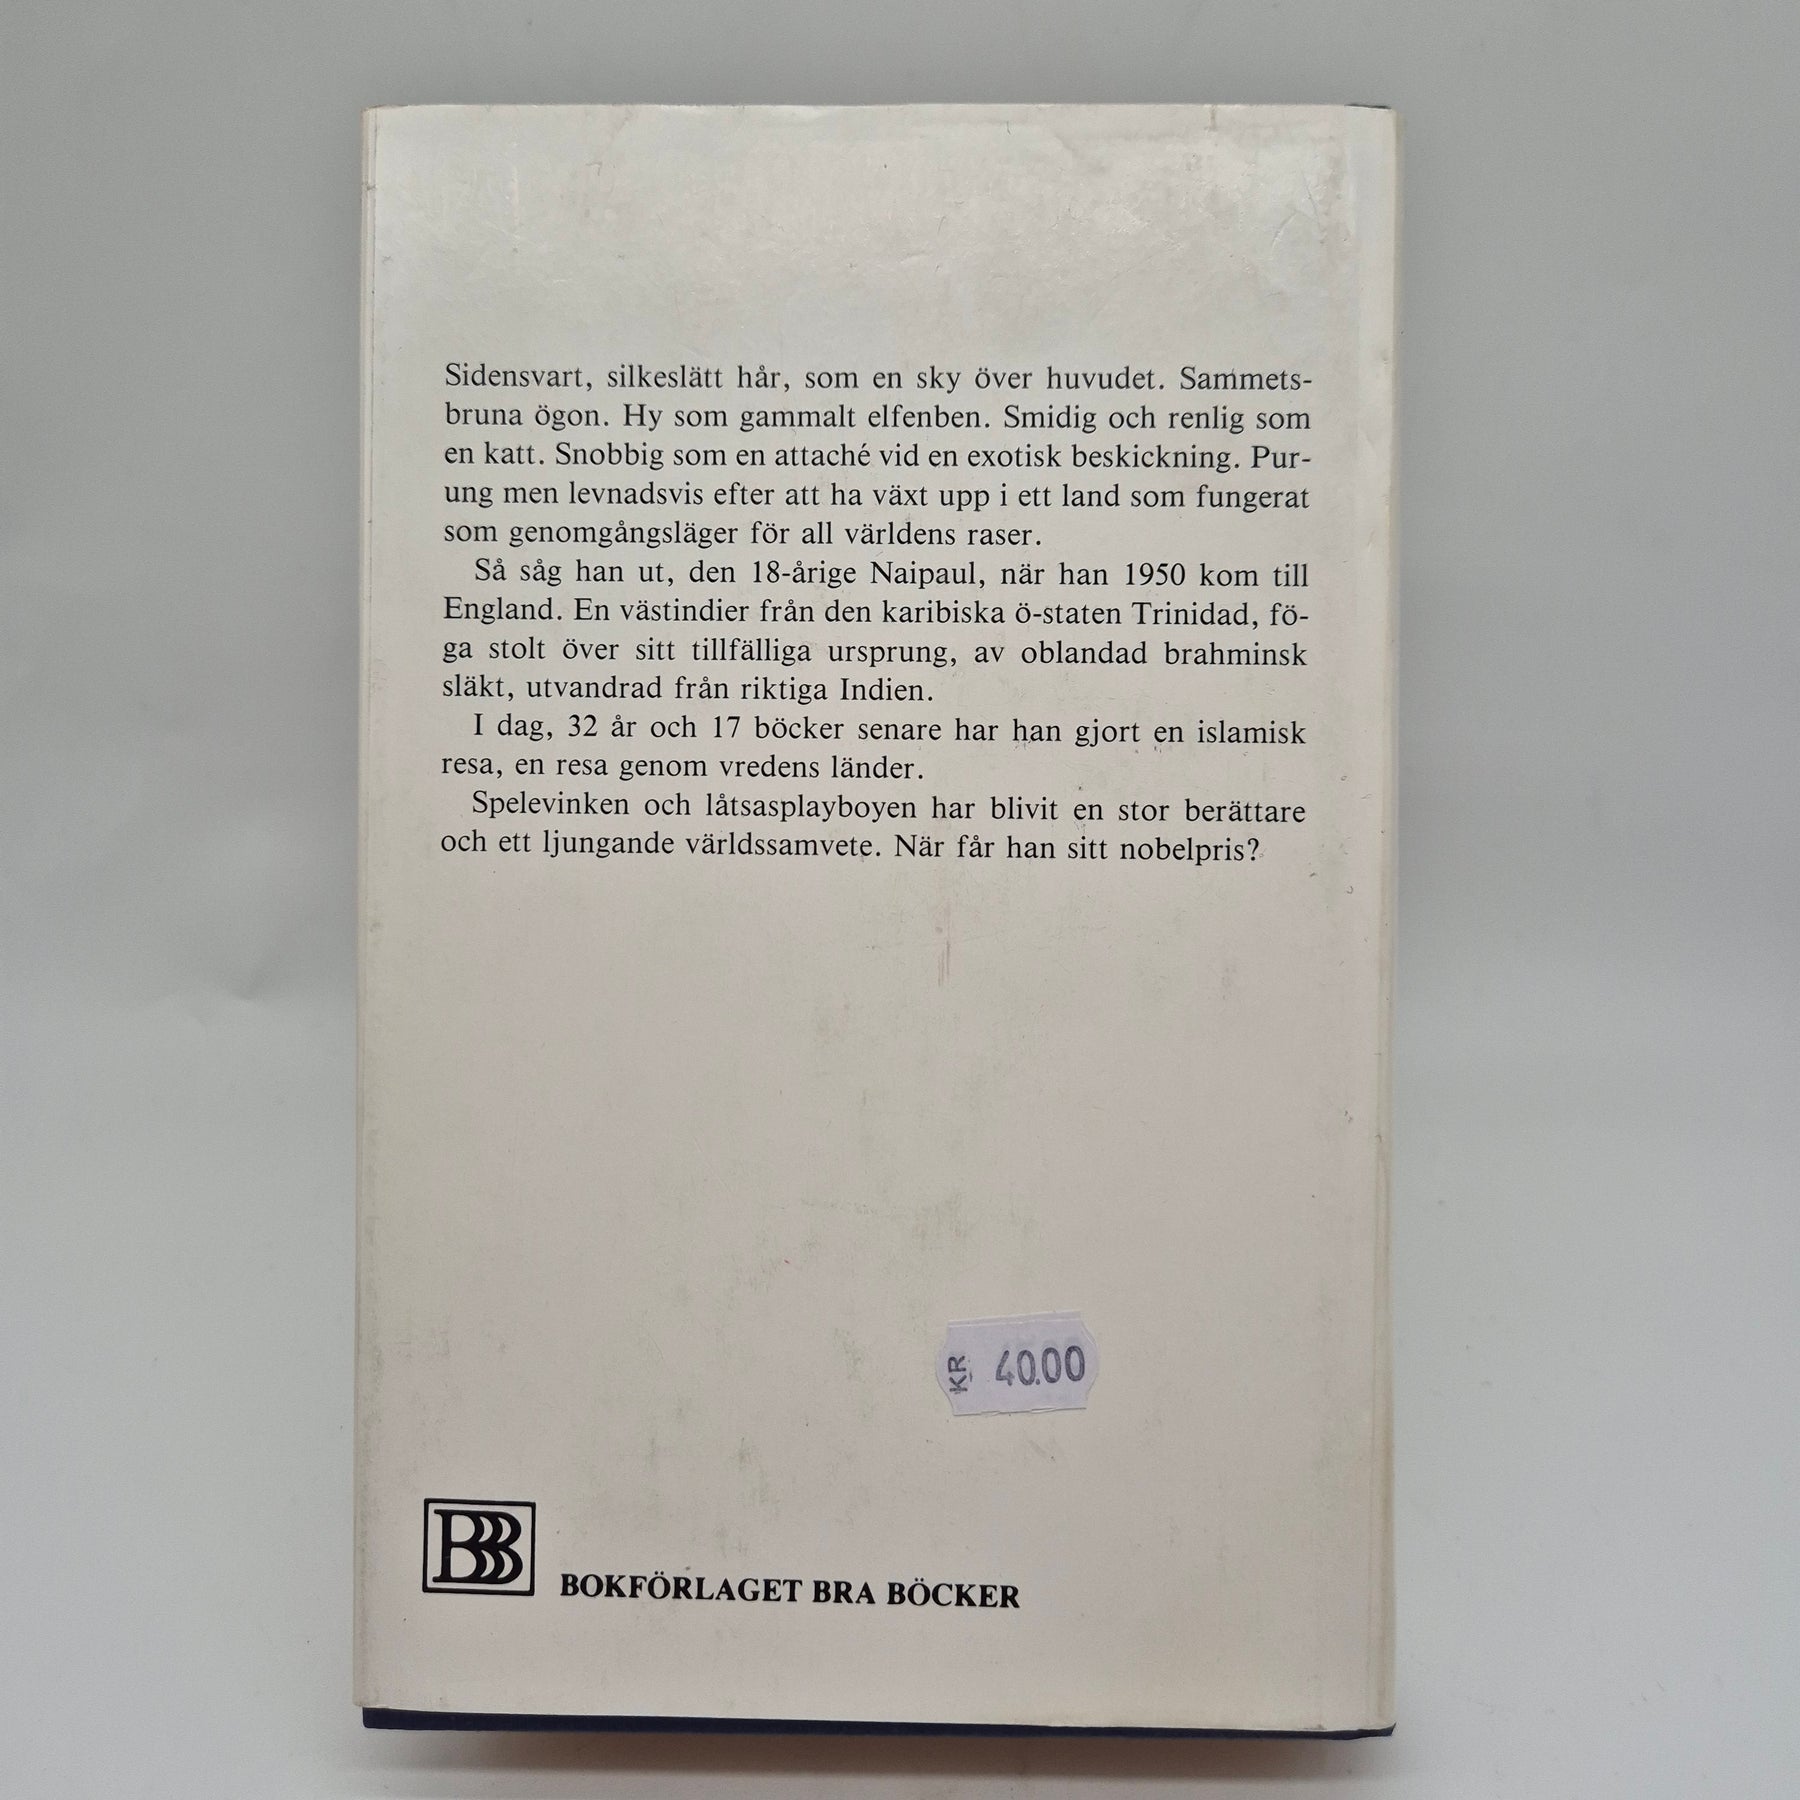 Sidensvart, silkeslätt hår, som en sky över huvudet. Sammets-
bruna ögon. Hy som gammalt elfenben. Smidig och renlig som
en katt. Snobbig som en attaché vid en exotisk beskickning. Pur-
ung men levnadsvis efter att ha växt upp i ett land som fungerat
som genomgångsläger för all världens raser.
Så såg han ut, den 18-årige Naipaul, när han 1950 kom till
England. En västindier från den karibiska ö-staten Trinidad, fö-
ga stolt över sitt tillfälliga ursprung, av oblandad brahminsk
släkt, utvandrad från riktiga Indien.
I dag, 32 år och 17 böcker senare har han gjort en islamisk
resa, en resa genom vredens länder.
Spelevinken och låtsasplayboyen har blivit en stor berättare
och ett ljungande världssamvete. När får han sitt nobelpris?
KR 40.00
BBB
BOKFÖRLAGET BRA BÖCKER